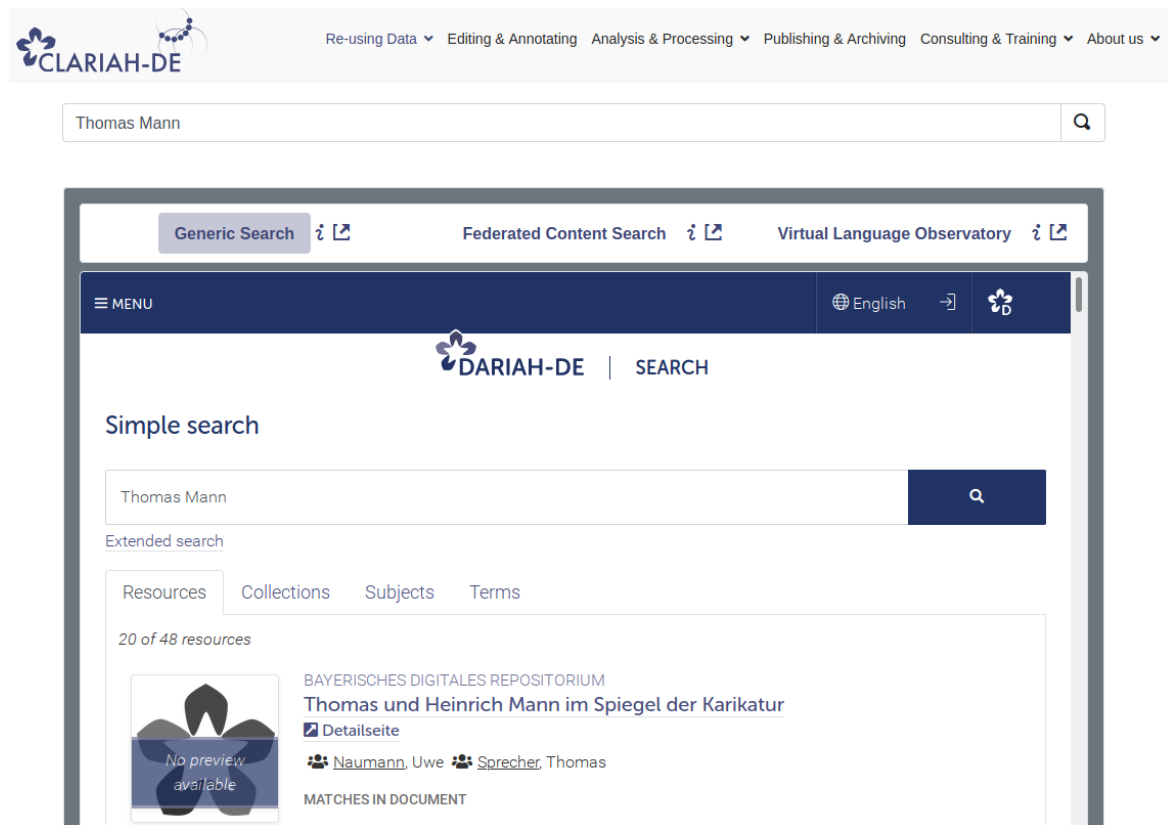 CLARIAH-DE
Re-using Data Editing & Annotating Analysis & Processing Publishing & Archiving Consulting & Training About us
Thomas Mann
Generic Search i Federated Content Search i Virtual Language Observatory i
MENU English D
DARIAH-DE | SEARCH
Simple search
Thomas Mann
Extended search
Resources Collections Subjects Terms
20 of 48 resources
BAYERISCHES DIGITALES REPOSITORIUM
Thomas und Heinrich Mann im Spiegel der Karikatur
Detailseite
No preview available
Naumann, Uwe Sprecher, Thomas
MATCHES IN DOCUMENT